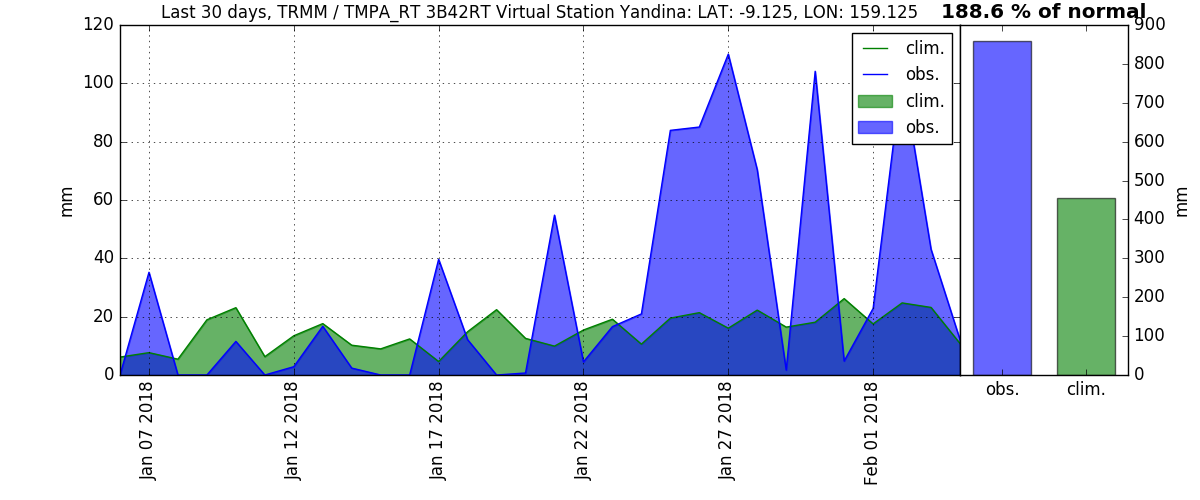 Last 30 days, TRMM / TMPA_RT 3B42RT Virtual Station Yandina: LAT: -9.125, LON: 159.125
188.6 % of normal
120
100
80
60
40
20
0
mm
Jan 07 2018
Jan 12 2018
Jan 17 2018
Jan 22 2018
Jan 27 2018
Feb 01 2018
clim.
obs.
clim.
obs.
900
800
700
600
500
400
300
200
100
0
mm
obs.
clim.